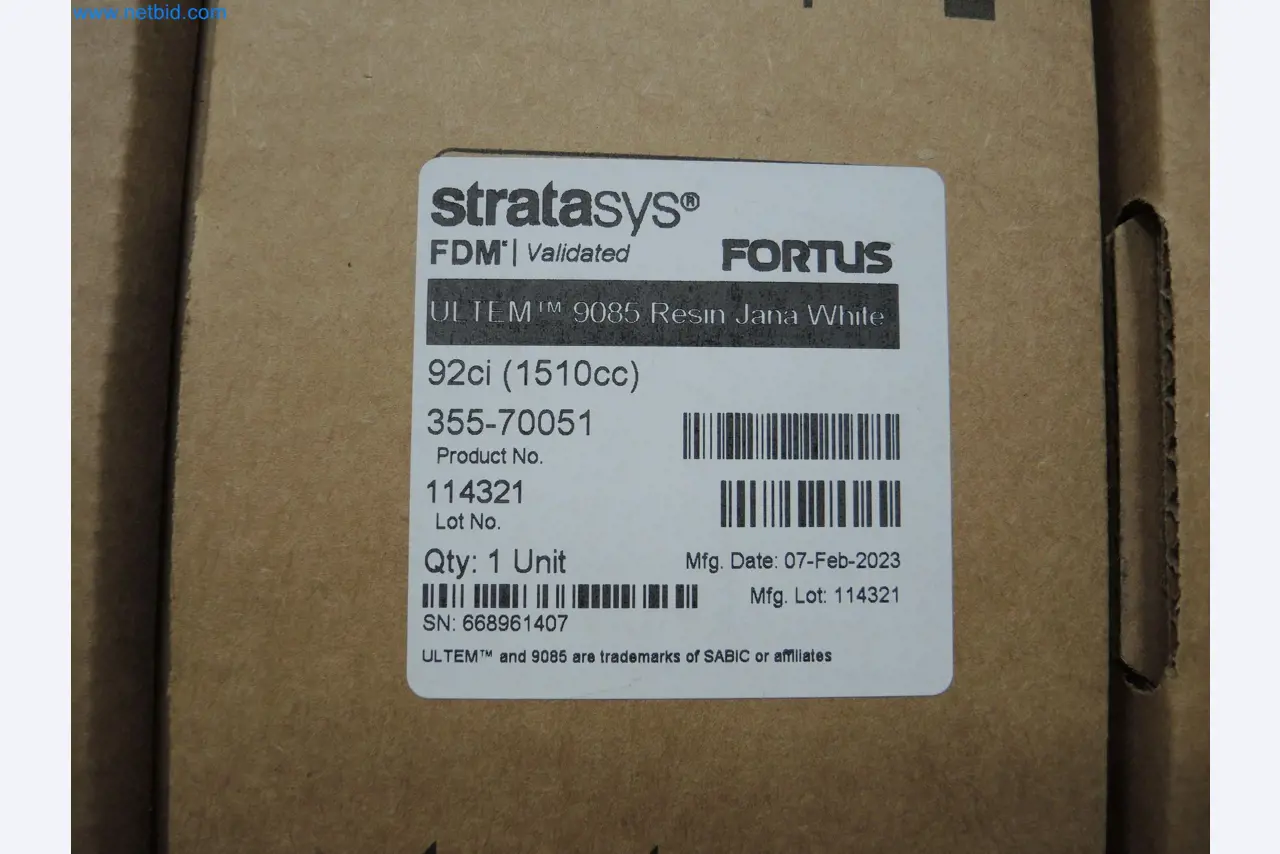 www.netbid.com
stratasys®
FDM® | Validated
FORTUS
ULTEM™ 9085 Resin Jana White
92ci (1510cc)
355-70051
Product No.
114321
Lot No.
Qty: 1 Unit
Mfg. Date: 07-Feb-2023
Mfg. Lot: 114321
SN: 668961407
ULTEM™ and 9085 are trademarks of SABIC or affiliates